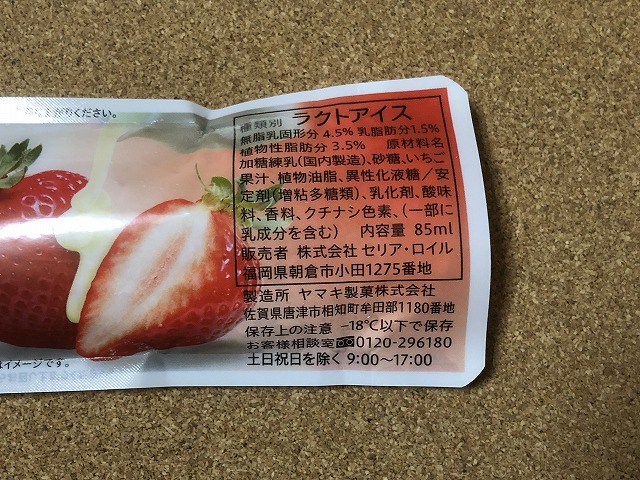 がりください。
種類別 ラクトアイス
無脂乳固形分 4.5% 乳脂肪分1.5%
植物性脂肪分 3.5% 原材料名
加糖練乳(国内製造)、砂糖、いちご
果汁、植物油脂、異性化液糖／安
定剤(増粘多糖類)、乳化剤、酸味
料、香料、クチナシ色素、(一部に
乳成分を含む) 内容量 85ml
販売者 株式会社 セリア・ロイル
福岡県朝倉市小田1275番地
製造所 ヤマキ製菓株式会社
佐賀県唐津市相知町牟田部1180番地
保存上の注意 −18℃以下で保存
お客様相談室 0120-296180
土日祝日を除く 9:00〜17:00
はイメージです。